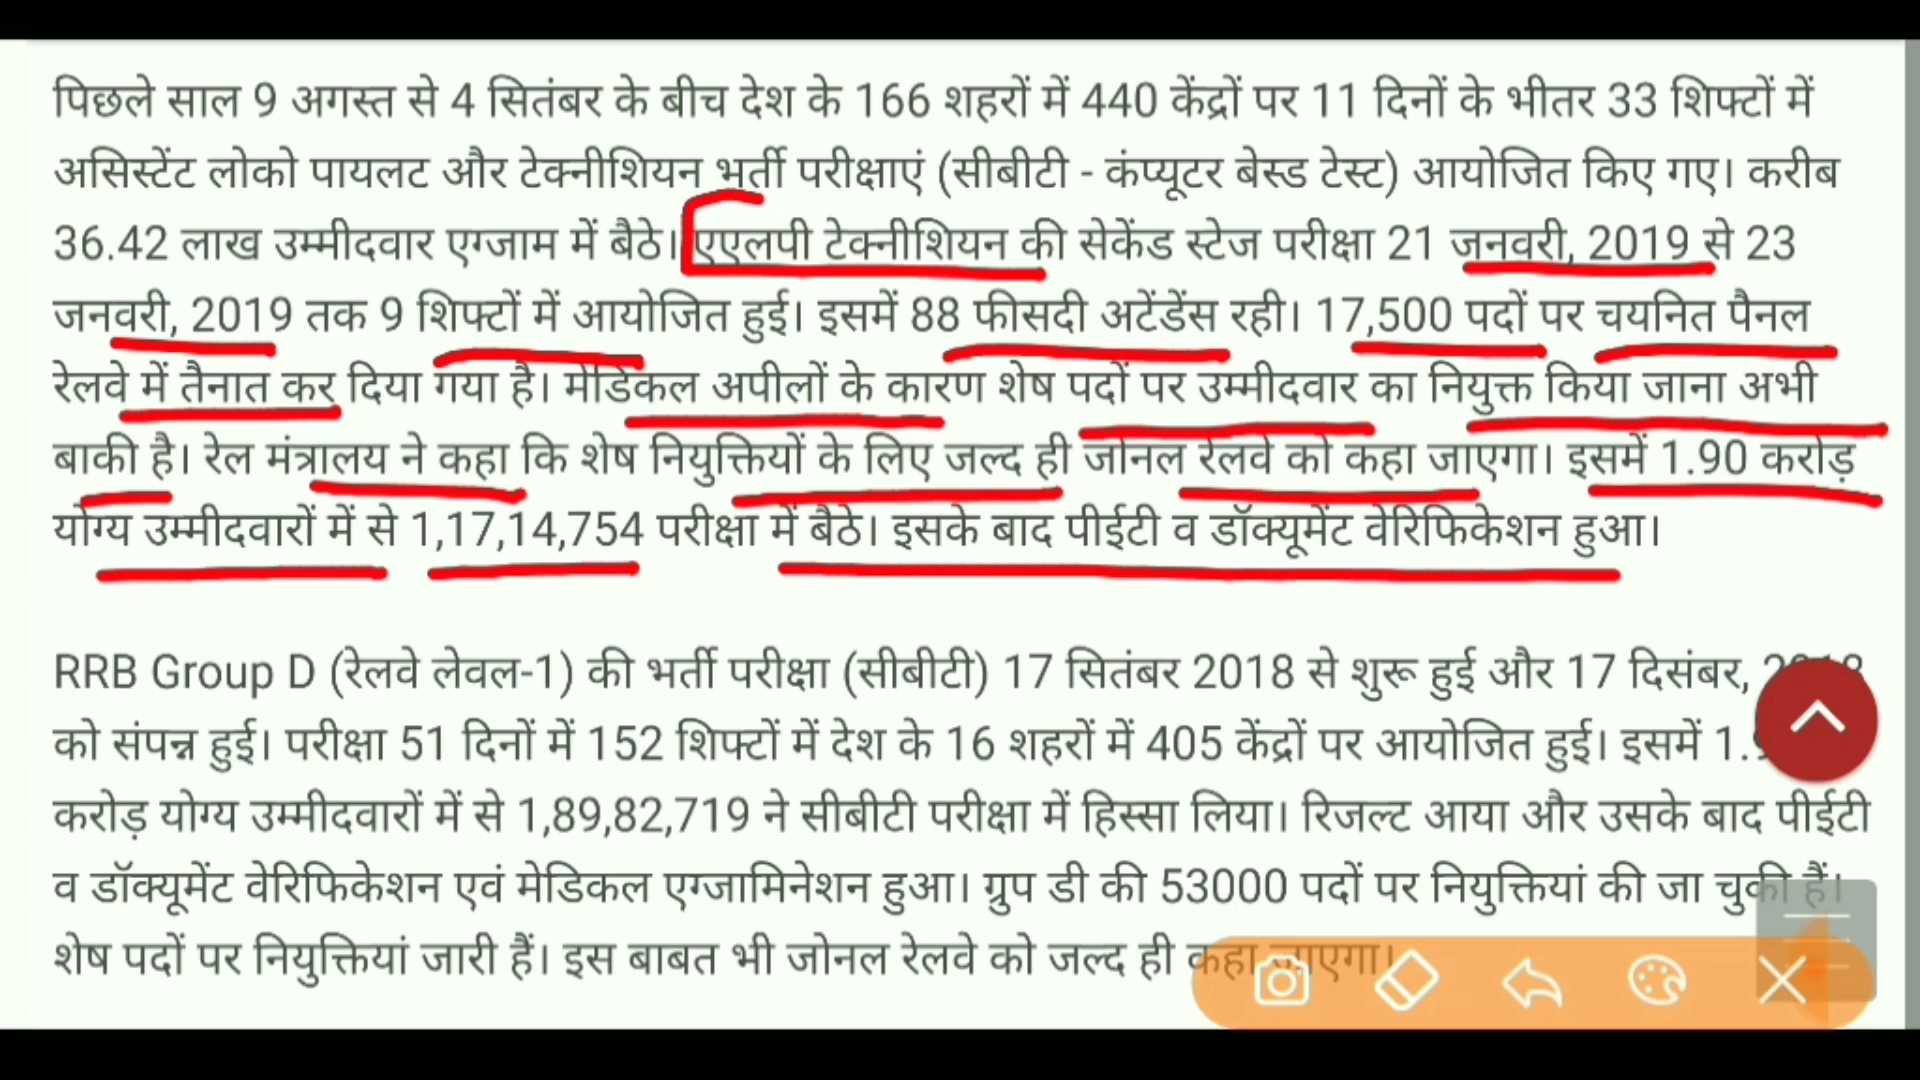 पिछले साल 9 अगस्त से 4 सितंबर के बीच देश के 166 शहरों में 440 केंद्रों पर 11 दिनों के भीतर 33 शिफ्टों में
असिस्टेंट लोको पायलट और टेक्नीशियन भर्ती परीक्षाएं (सीबीटी - कंप्यूटर बेस्ड टेस्ट) आयोजित किए गए। करीब
36.42 लाख उम्मीदवार एग्जाम में बैठे। एएलपी टेक्नीशियन की सेकेंड स्टेज परीक्षा 21 जनवरी, 2019 से 23
जनवरी, 2019 तक 9 शिफ्टों में आयोजित हुई। इसमें 88 फीसदी अटेंडेंस रही। 17,500 पदों पर चयनित पैनल
रेलवे में तैनात कर दिया गया है। मेडिकल अपीलों के कारण शेष पदों पर उम्मीदवार का नियुक्त किया जाना अभी
बाकी है। रेल मंत्रालय ने कहा कि शेष नियुक्तियों के लिए जल्द ही जोनल रेलवे को कहा जाएगा। इसमें 1.90 करोड़
योग्य उम्मीदवारों में से 1,17,14,754 परीक्षा में बैठे। इसके बाद पीईटी व डॉक्यूमेंट वेरिफिकेशन हुआ।
RRB Group D (रेलवे लेवल-1) की भर्ती परीक्षा (सीबीटी) 17 सितंबर 2018 से शुरू हुई और 17 दिसंबर,
को संपन्न हुई। परीक्षा 51 दिनों में 152 शिफ्टों में देश के 16 शहरों में 405 केंद्रों पर आयोजित हुई। इसमें
करोड़ योग्य उम्मीदवारों में से 1,89,82,719 ने सीबीटी परीक्षा में हिस्सा लिया। रिजल्ट आया और उसके बाद पीईटी
व डॉक्यूमेंट वेरिफिकेशन एवं मेडिकल एग्जामिनेशन हुआ। ग्रुप डी की 53000 पदों पर नियुक्तियां की जा चुकी हैं।
शेष पदों पर नियुक्तियां जारी हैं। इस बाबत भी जोनल रेलवे को जल्द ही कहा जाएगा।